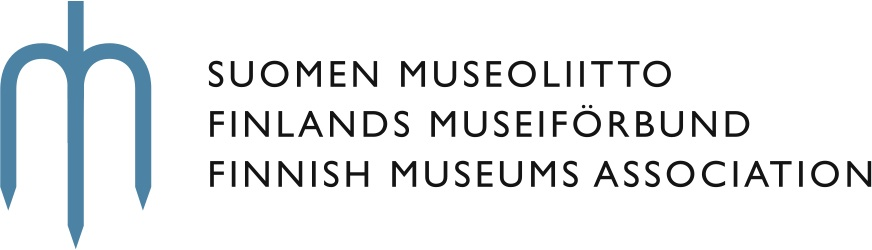 SUOMEN MUSEOLIITTO
FINLANDS MUSEIFÖRBUND
FINNISH MUSEUMS ASSOCIATION